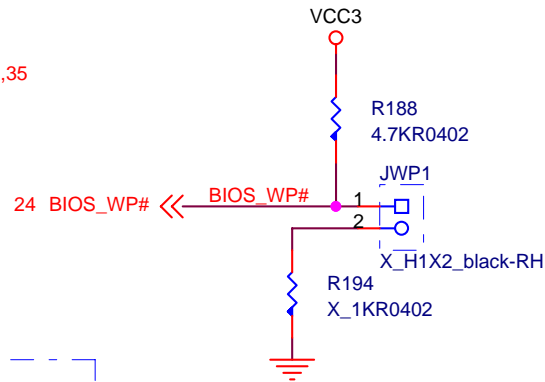 VCC3
,35
R188
4.7KR0402
JWP1
24 BIOS_WP#
BIOS_WP#
1
2
X_H1X2_black-RH
R194
X_1KR0402